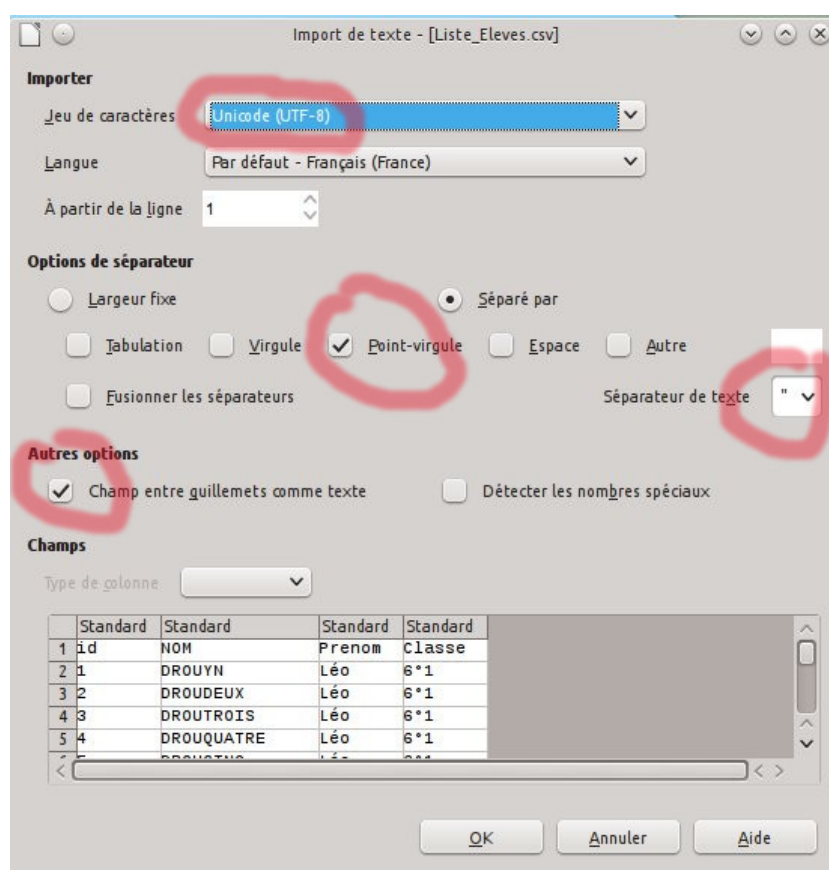 Import de texte - [Liste_Eleves.csv]
Importer
Jeu de caractères Unicode (UTF-8)
Langue Par défaut - Français (France)
À partir de la ligne 1
Options de séparateur
Largeur fixe Séparé par
Tabulation Virgule Point-virgule Espace Autre
Fusionner les séparateurs Séparateur de texte "
Autres options
Champ entre guillemets comme texte Détecter les nombres spéciaux
Champs
Type de colonne
Standard Standard Standard Standard
1 id NOM Prenom Classe
2 1 DROUYN Léo 6°1
3 2 DROUDEUX Léo 6°1
4 3 DROUTROIS Léo 6°1
5 4 DROUQUATRE Léo 6°1
OK Annuler Aide